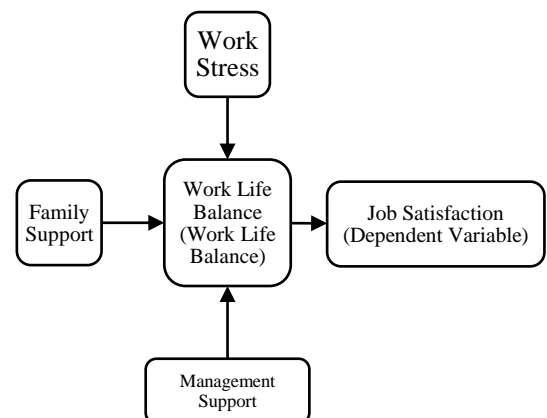 Work
Stress
Family
Support
Work Life
Balance
(Work Life
Balance)
Job Satisfaction
(Dependent Variable)
Management
Support